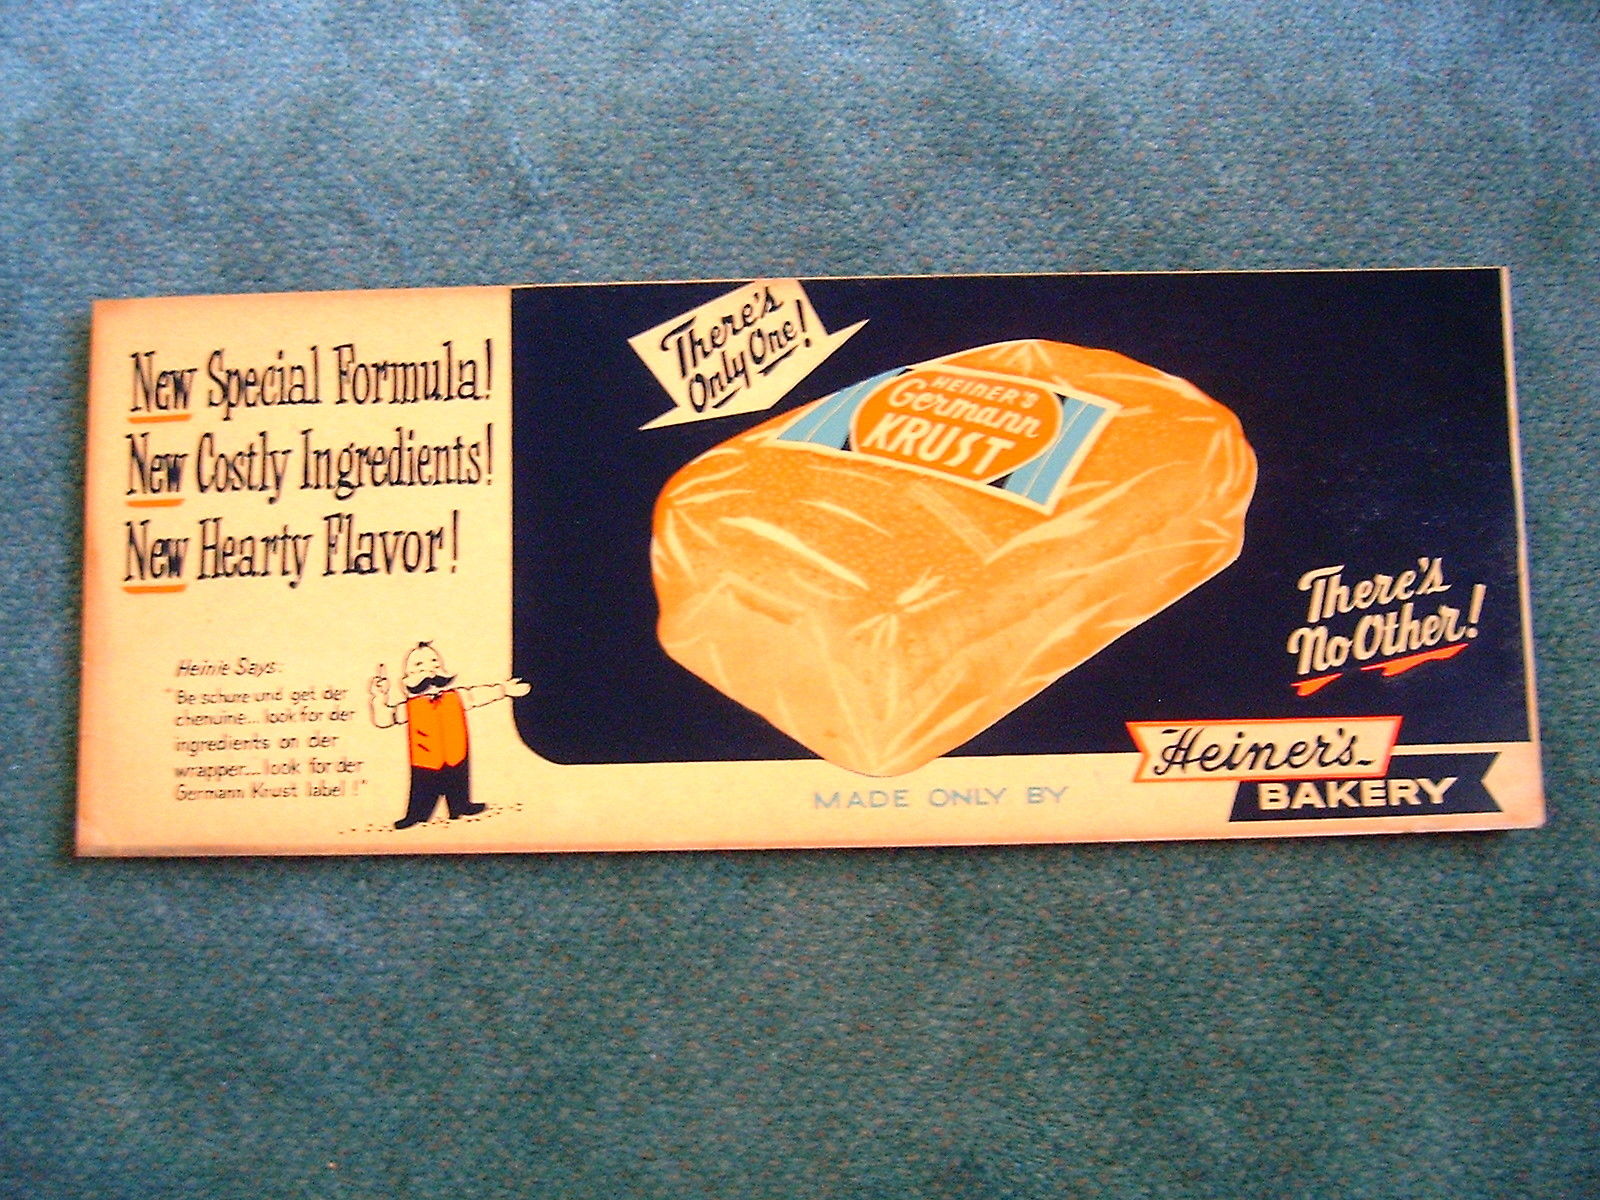 New Special Formula!
New Costly Ingredients!
New Hearty Flavor!
Heinie Says:
"Be schure und get der
chenuine... look for der
ingredients on der
wrapper... look for der
Germann Krust label!"
There's
Only One!
HEINER'S
Germann
KRUST
There's
No Other!
MADE ONLY BY
Heiner's
BAKERY